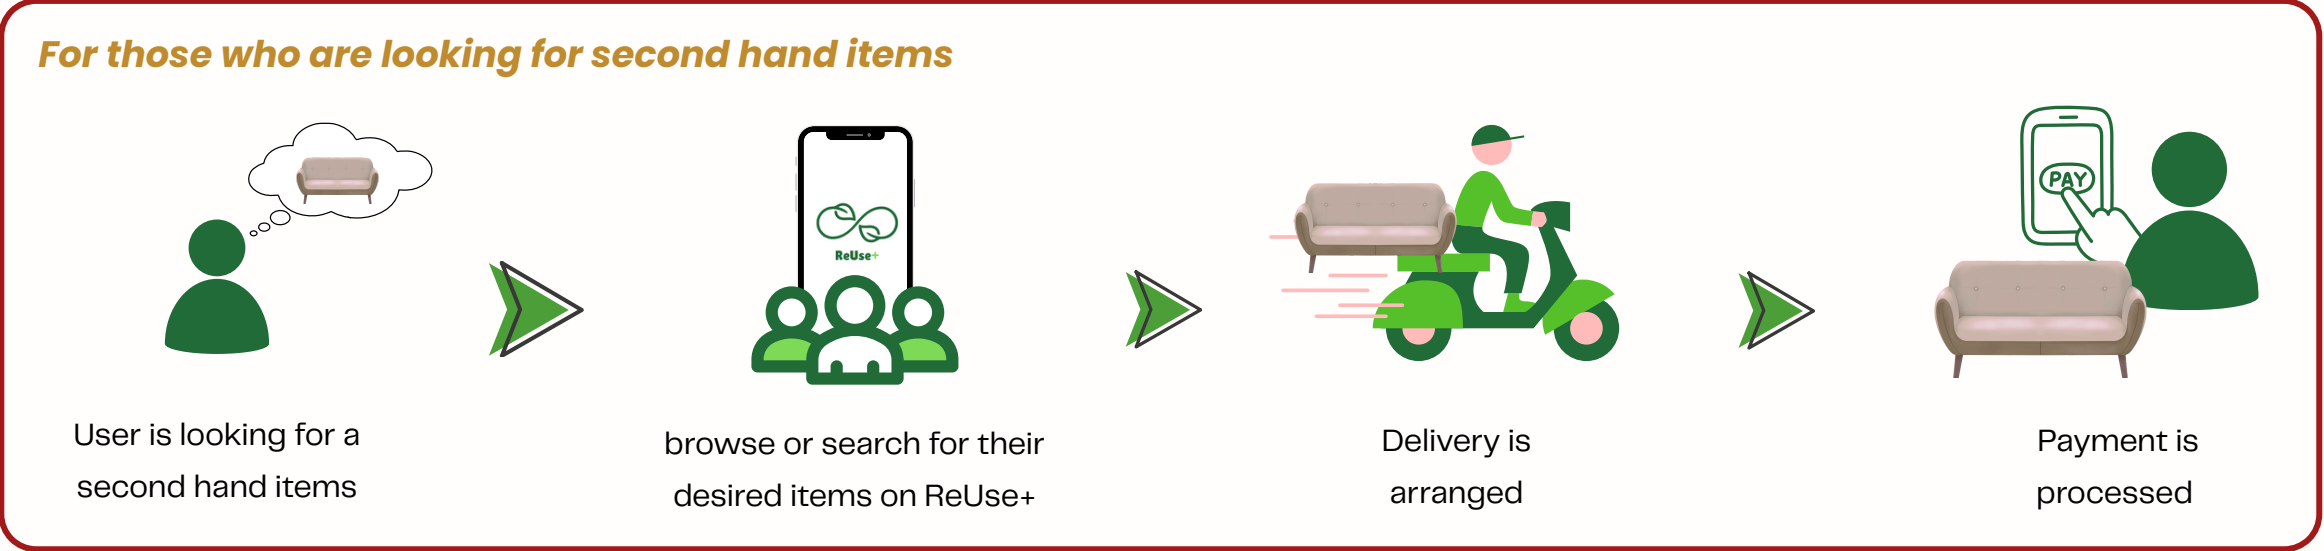 For those who are looking for second hand items
ReUse+
PAY
User is looking for a
second hand items
browse or search for their
desired items on ReUse+
Delivery is
arranged
Payment is
processed